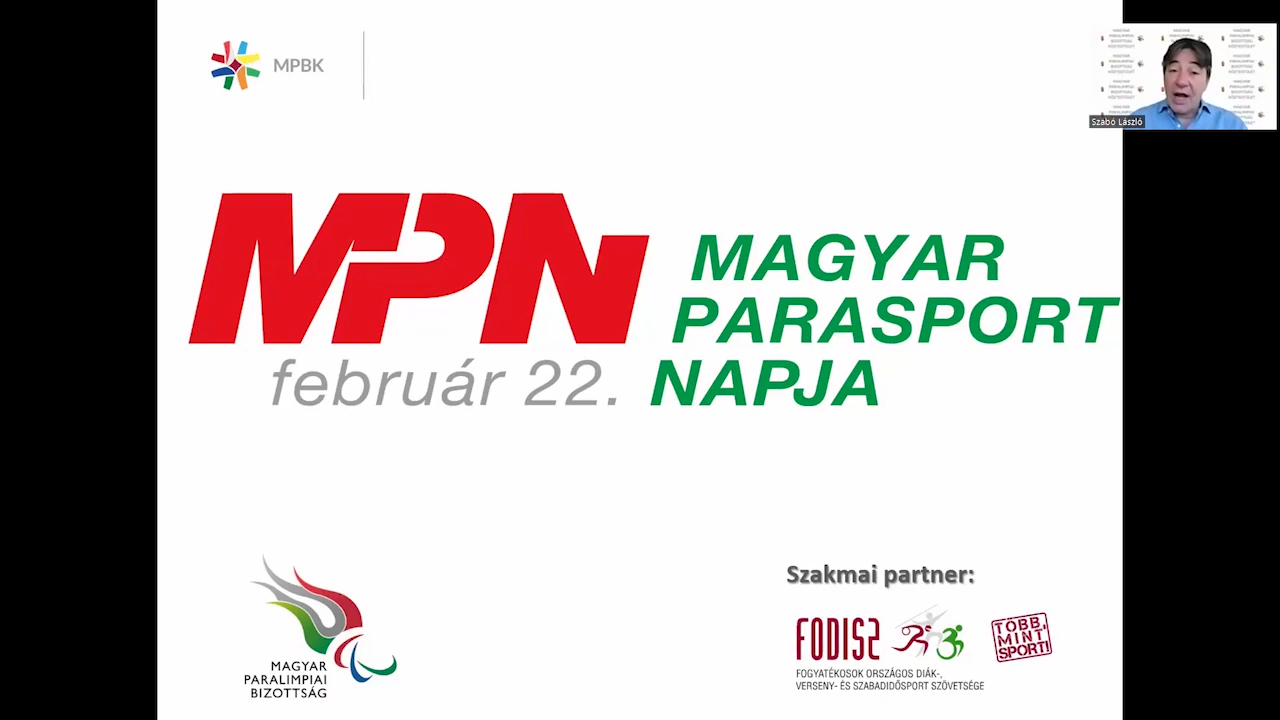 MPBK
MPN
február 22.
MAGYAR
PARASPORT
NAPJA
Szabó László
MAGYAR
PARALIMPIAI
BIZOTTSÁG
Szakmai partner:
FODISZ
FOGYATÉKOSOK ORSZÁGOS DIÁK-,
VERSENY- ÉS SZABADIDŐSPORT SZÖVETSÉGE
TÖBB,
MINT
SPORT!